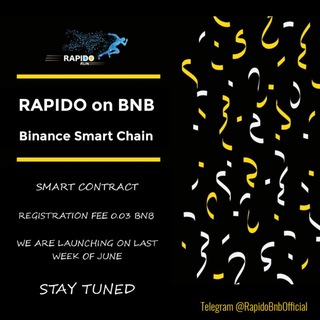 RAPIDO
RUN
RAPIDO on BNB
Binance Smart Chain
SMART CONTRACT
REGISTRATION FEE 0.03 BNB
WE ARE LAUNCHING ON LAST
WEEK OF JUNE
STAY TUNED
Telegram @RapidoBnbOfficial